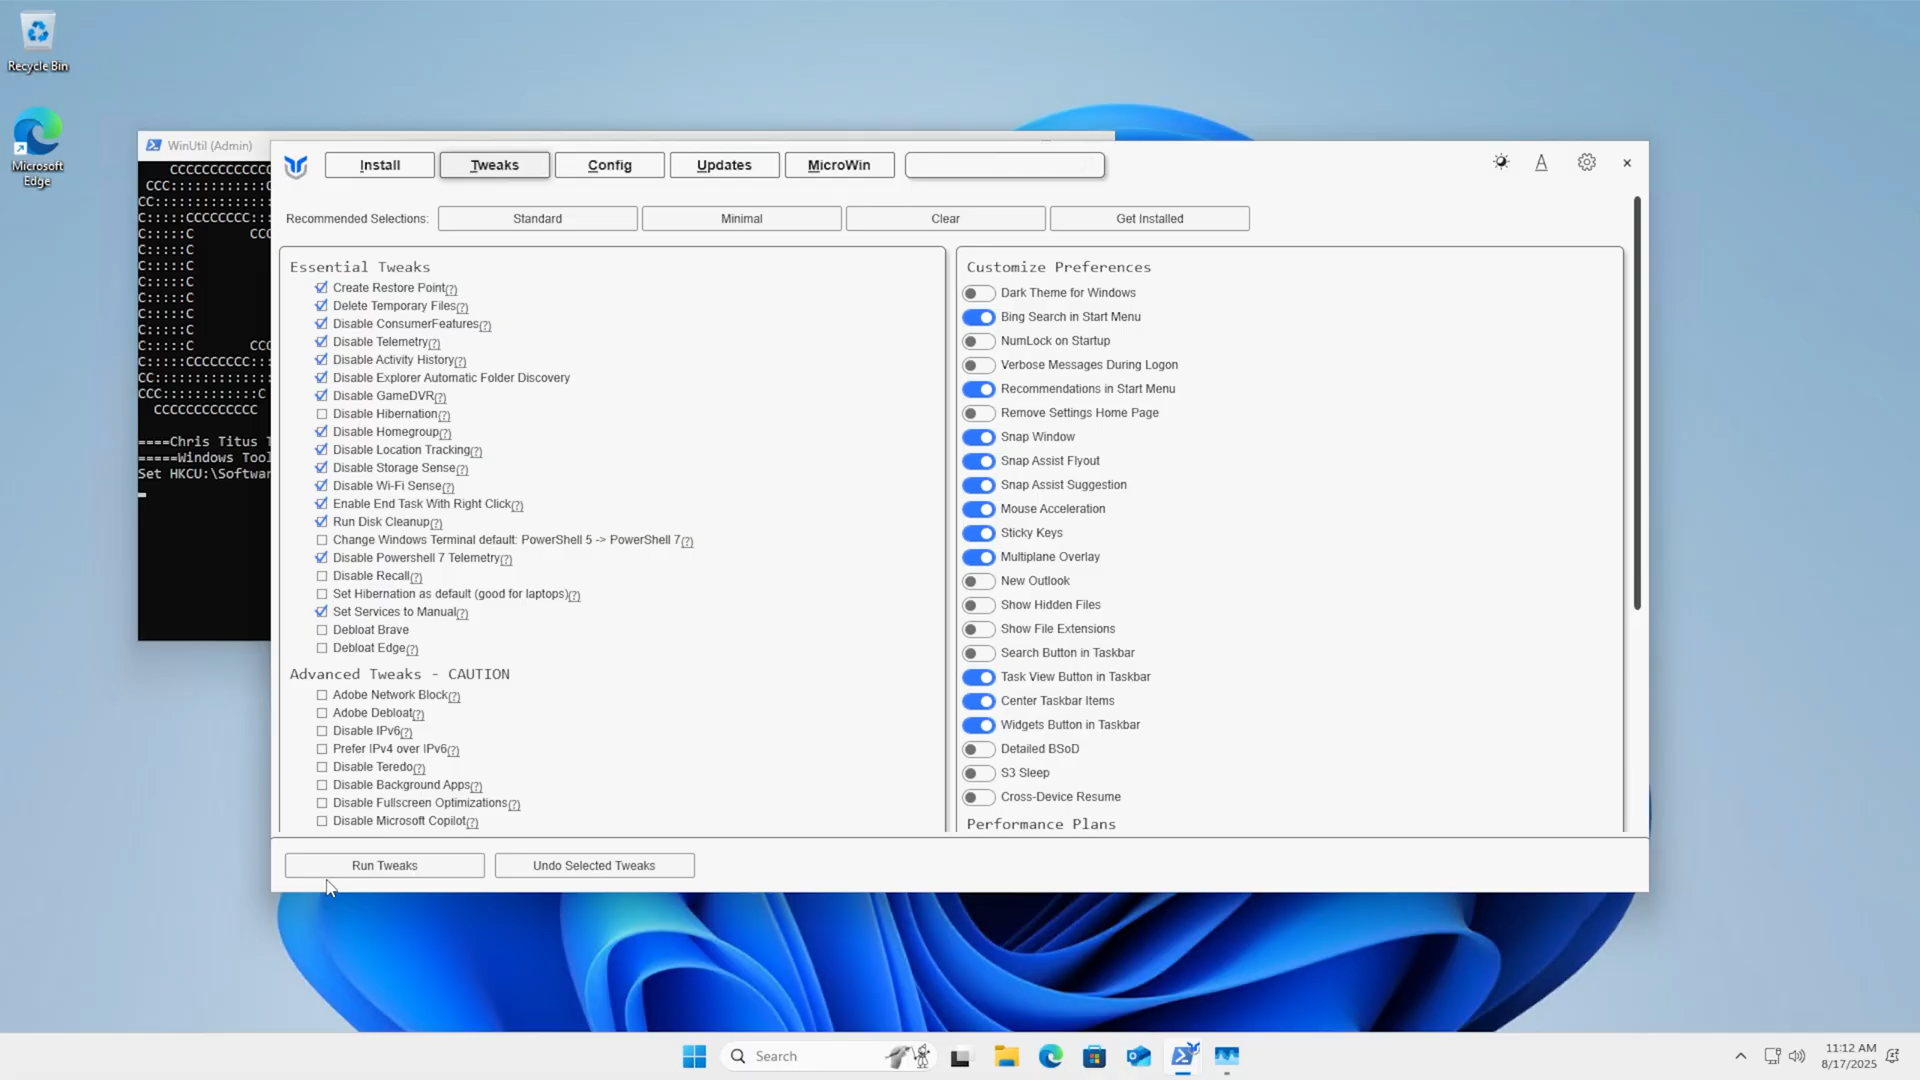 Recycle Bin
Microsoft
Edge
WinUtil (Admin)
CCCCCCCCCCCCC
CCC::::::::::::C
CC:::::::::::::::
C:::::CCCCCCCC:::
C:::::C       CCC
C:::::C
C:::::C
C:::::C
C:::::C
C:::::C
C:::::C
C:::::C       CCC
C:::::CCCCCCCC:::
CC:::::::::::::::
CCC::::::::::::C
CCCCCCCCCCCCC
====Chris Titus T
=====Windows Tool
Set HKCU:\Softwar
Install
Tweaks
Config
Updates
MicroWin
Recommended Selections:
Standard
Minimal
Clear
Get Installed
Essential Tweaks
Create Restore Point(?)
Delete Temporary Files(?)
Disable ConsumerFeatures(?)
Disable Telemetry(?)
Disable Activity History(?)
Disable Explorer Automatic Folder Discovery
Disable GameDVR(?)
Disable Hibernation(?)
Disable Homegroup(?)
Disable Location Tracking(?)
Disable Storage Sense(?)
Disable Wi-Fi Sense(?)
Enable End Task With Right Click(?)
Run Disk Cleanup(?)
Change Windows Terminal default: PowerShell 5 -> PowerShell 7(?)
Disable Powershell 7 Telemetry(?)
Disable Recall(?)
Set Hibernation as default (good for laptops)(?)
Set Services to Manual(?)
Debloat Brave
Debloat Edge(?)
Advanced Tweaks - CAUTION
Adobe Network Block(?)
Adobe Debloat(?)
Disable IPv6(?)
Prefer IPv4 over IPv6(?)
Disable Teredo(?)
Disable Background Apps(?)
Disable Fullscreen Optimizations(?)
Disable Microsoft Copilot(?)
Customize Preferences
Dark Theme for Windows
Bing Search in Start Menu
NumLock on Startup
Verbose Messages During Logon
Recommendations in Start Menu
Remove Settings Home Page
Snap Window
Snap Assist Flyout
Snap Assist Suggestion
Mouse Acceleration
Sticky Keys
Multiplane Overlay
New Outlook
Show Hidden Files
Show File Extensions
Search Button in Taskbar
Task View Button in Taskbar
Center Taskbar Items
Widgets Button in Taskbar
Detailed BSoD
S3 Sleep
Cross-Device Resume
Performance Plans
Run Tweaks
Undo Selected Tweaks
Search
11:12 AM
8/17/2025